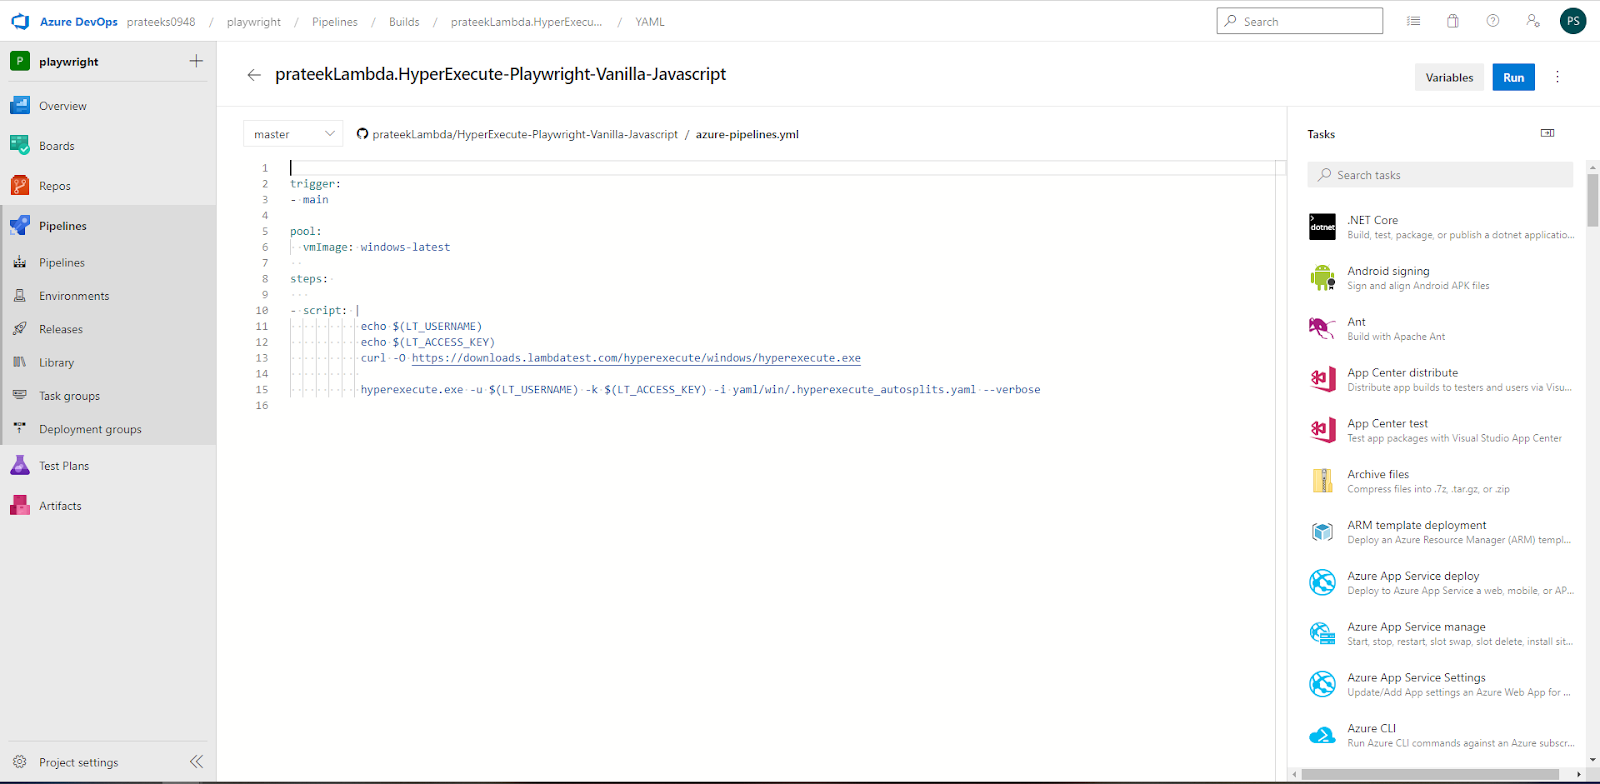 Azure DevOps prateeks0948 / playwright / Pipelines / Builds / prateekLambda.HyperExecu... / YAML
Search
PS
P playwright
Overview
Boards
Repos
Pipelines
Pipelines
Environments
Releases
Library
Task groups
Deployment groups
Test Plans
Artifacts
Project settings
prateekLambda.HyperExecute-Playwright-Vanilla-Javascript
Variables
Run
master
prateekLambda/HyperExecute-Playwright-Vanilla-Javascript / azure-pipelines.yml
1
2 trigger:
3 - main
4
5 pool:
6 vmImage: windows-latest
7
8 steps:
9
10 - script: |
11 echo $(LT_USERNAME)
12 echo $(LT_ACCESS_KEY)
13 curl -O https://downloads.lambdatest.com/hyperexecute/windows/hyperexecute.exe
14
15 hyperexecute.exe -u $(LT_USERNAME) -k $(LT_ACCESS_KEY) -i yaml/win/.hyperexecute_autosplits.yaml --verbose
16
Tasks
Search tasks
dotnet
.NET Core
Build, test, package, or publish a dotnet applicatio...
Android signing
Sign and align Android APK files
Ant
Build with Apache Ant
App Center distribute
Distribute app builds to testers and users via Visu...
App Center test
Test app packages with Visual Studio App Center
Archive files
Compress files into .7z, .tar.gz, or .zip
ARM template deployment
Deploy an Azure Resource Manager (ARM) templ...
Azure App Service deploy
Deploy to Azure App Service a web, mobile, or AP...
Azure App Service manage
Start, stop, restart, slot swap, slot delete, install sit...
Azure App Service Settings
Update/Add App settings an Azure Web App for ...
Azure CLI
Run Azure CLI commands against an Azure subscr...